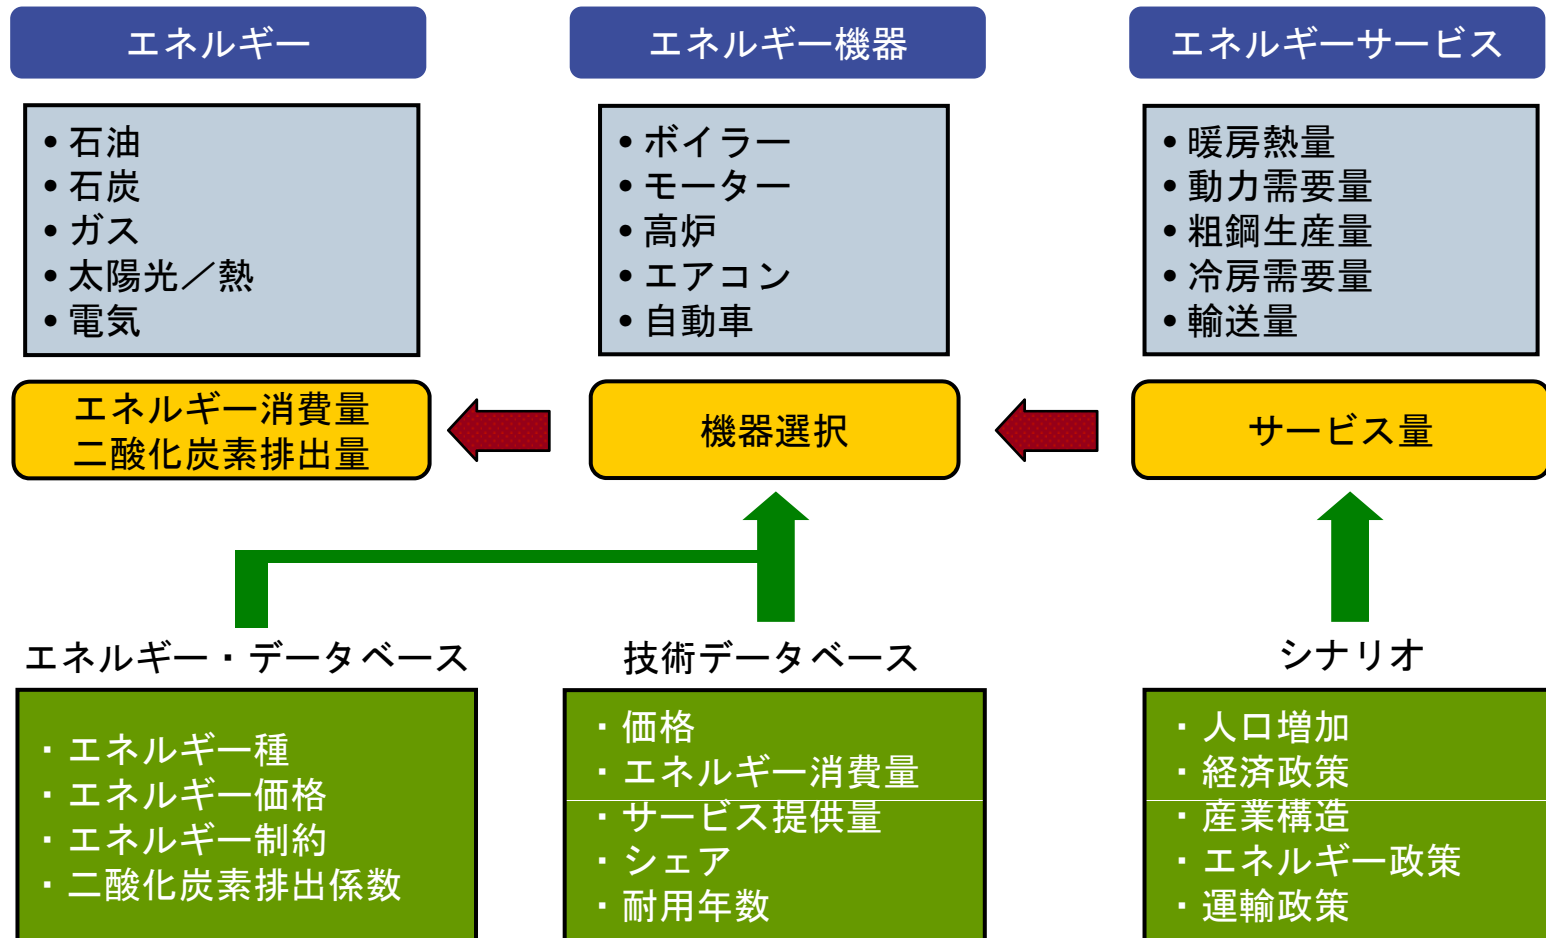 エネルギー
エネルギー機器
エネルギーサービス
•石油
•石炭
•ガス
•太陽光／熱
•電気
•ボイラー
•モーター
•高炉
•エアコン
•自動車
•暖房熱量
•動力需要量
•粗鋼生産量
•冷房需要量
•輸送量
エネルギー消費量
二酸化炭素排出量
機器選択
サービス量
エネルギー・データベース
技術データベース
シナリオ
・エネルギー種
・エネルギー価格
・エネルギー制約
・二酸化炭素排出係数
・価格
・エネルギー消費量
・サービス提供量
・シェア
・耐用年数
・人口増加
・経済政策
・産業構造
・エネルギー政策
・運輸政策